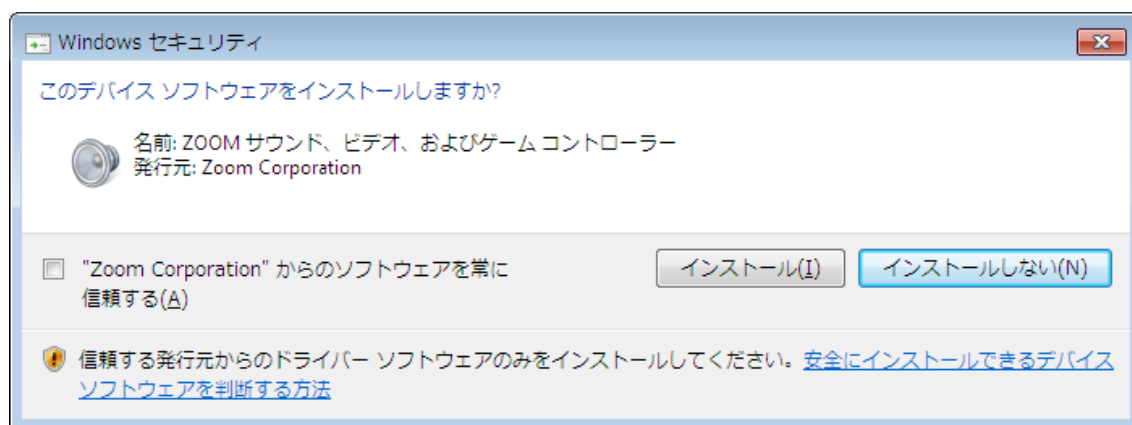 Windows セキュリティ
このデバイス ソフトウェアをインストールしますか?
名前: ZOOM サウンド、ビデオ、およびゲーム コントローラー
発行元: Zoom Corporation
"Zoom Corporation" からのソフトウェアを常に
信頼する(A)
インストール(I)
インストールしない(N)
信頼する発行元からのドライバー ソフトウェアのみをインストールしてください。安全にインストールできるデバイス
ソフトウェアを判断する方法